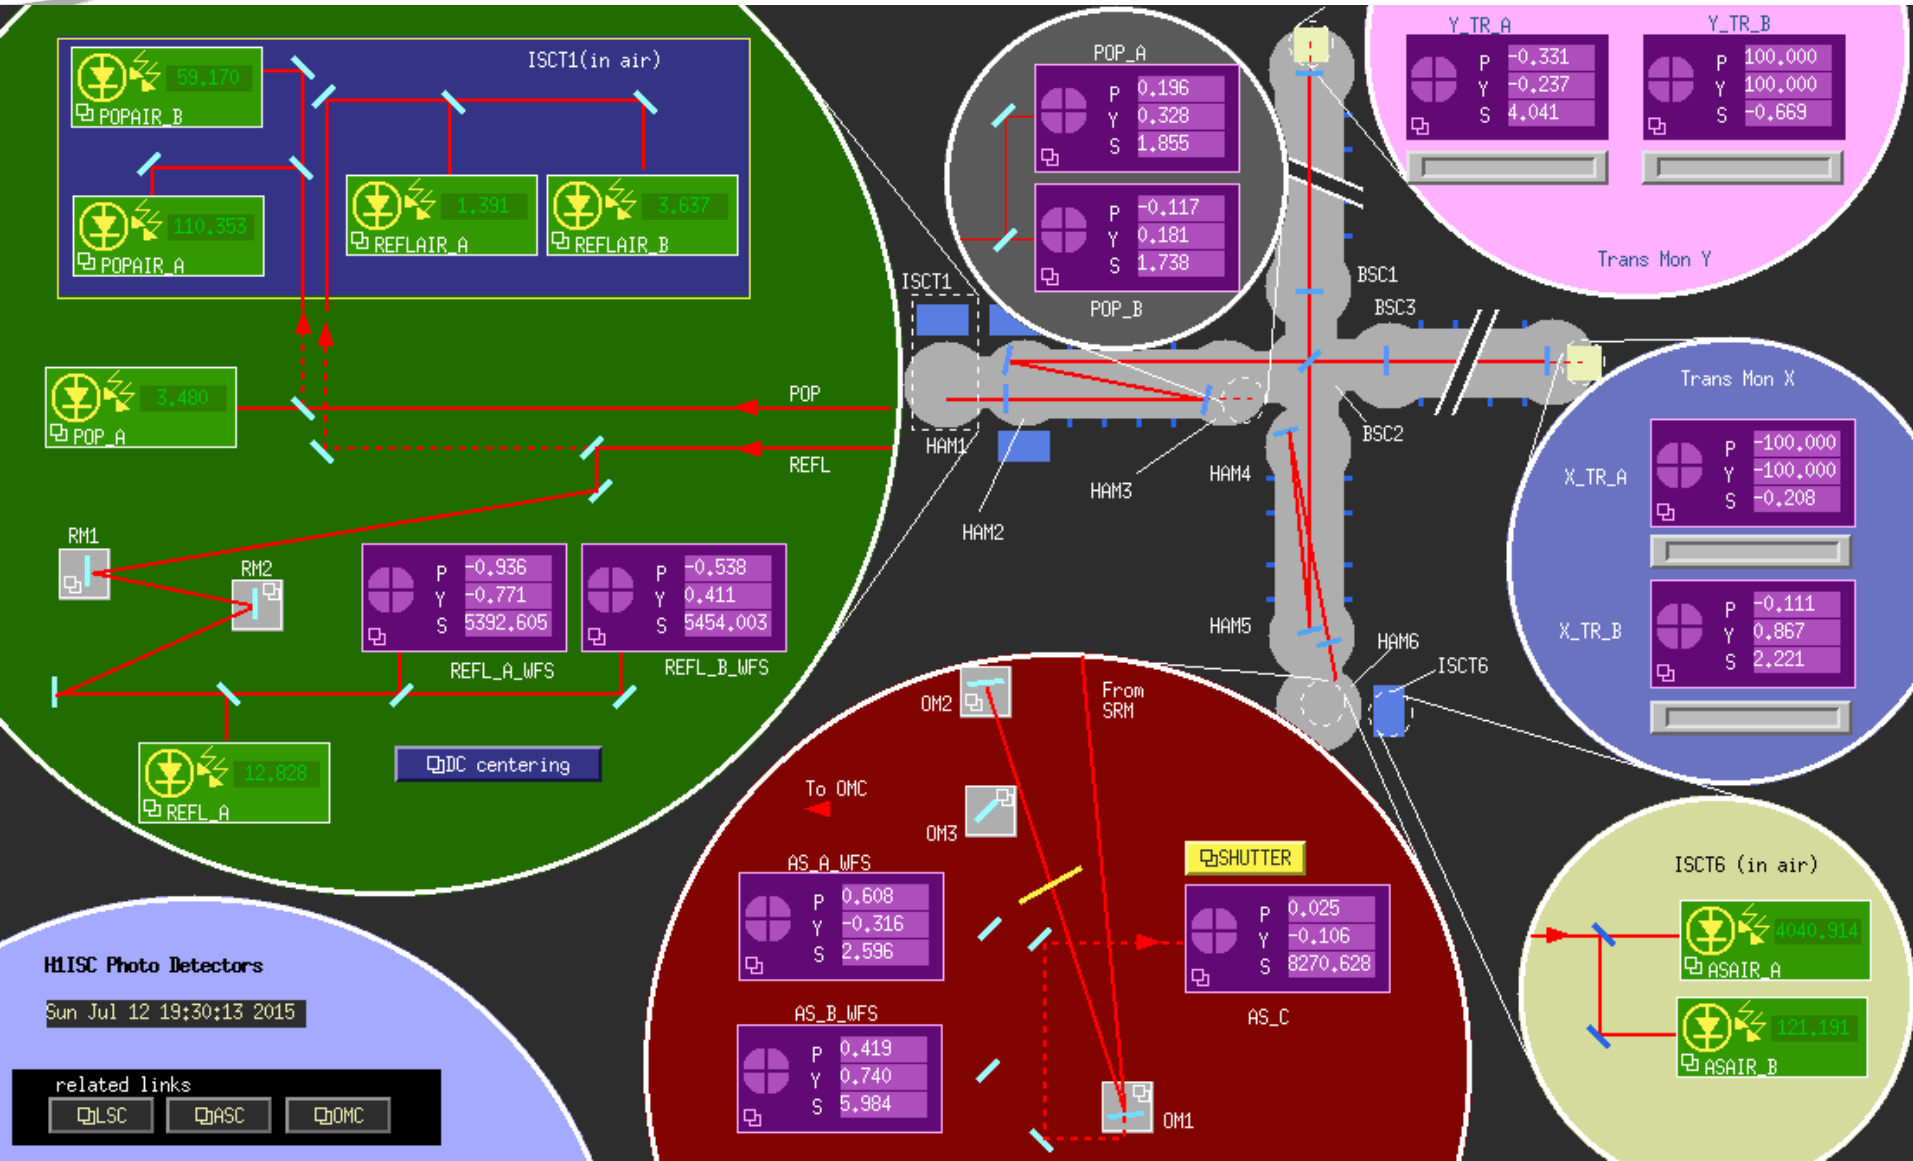 ISCT1(in air)
59.170
POPAIR_B
110.353
POPAIR_A
1.391
REFLAIR_A
3.637
REFLAIR_B
3.480
POP_A
POP
REFL
RM1
RM2
P -0.936
Y -0.771
S 5392.605
REFL_A_WFS
P -0.538
Y 0.411
S 5454.003
REFL_B_WFS
12.828
REFL_A
DC centering
POP_A
P 0.196
Y 0.328
S 1.855
P -0.117
Y 0.181
S 1.738
POP_B
Y_TR_A
P -0.331
Y -0.237
S 4.041
Y_TR_B
P 100.000
Y 100.000
S -0.669
Trans Mon Y
ISCT1
HAM1
HAM2
HAM3
HAM4
HAM5
HAM6
ISCT6
BSC1
BSC3
BSC2
Trans Mon X
X_TR_A
P -100.000
Y -100.000
S -0.208
X_TR_B
P -0.111
Y 0.867
S 2.221
OM2
From
SRM
To OMC
OM3
AS_A_WFS
P 0.608
Y -0.316
S 2.596
AS_B_WFS
P 0.419
Y 0.740
S 5.984
SHUTTER
P 0.025
Y -0.106
S 8270.628
AS_C
OM1
ISCT6 (in air)
4040.914
ASAIR_A
121.191
ASAIR_B
H1ISC Photo Detectors
Sun Jul 12 19:30:13 2015
related links
LSC
ASC
OMC